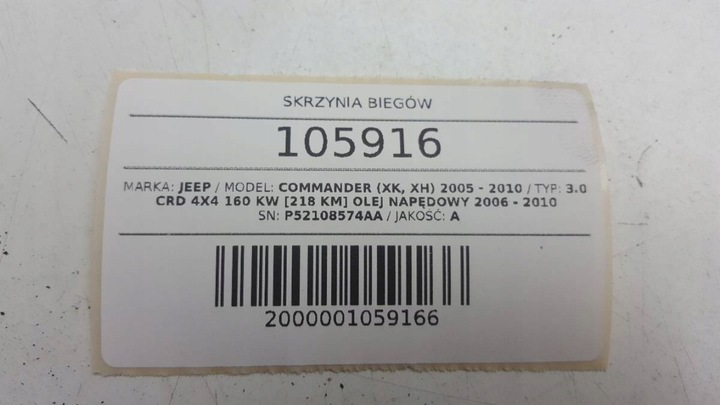 SKRZYNIA BIEGÓW
105916
MARKA: JEEP / MODEL: COMMANDER (XK, XH) 2005 - 2010 / TYP: 3.0
CRD 4X4 160 KW [218 KM] OLEJ NAPĘDOWY 2006 - 2010
SN: P52108574AA / JAKOŚĆ: A
2000001059166